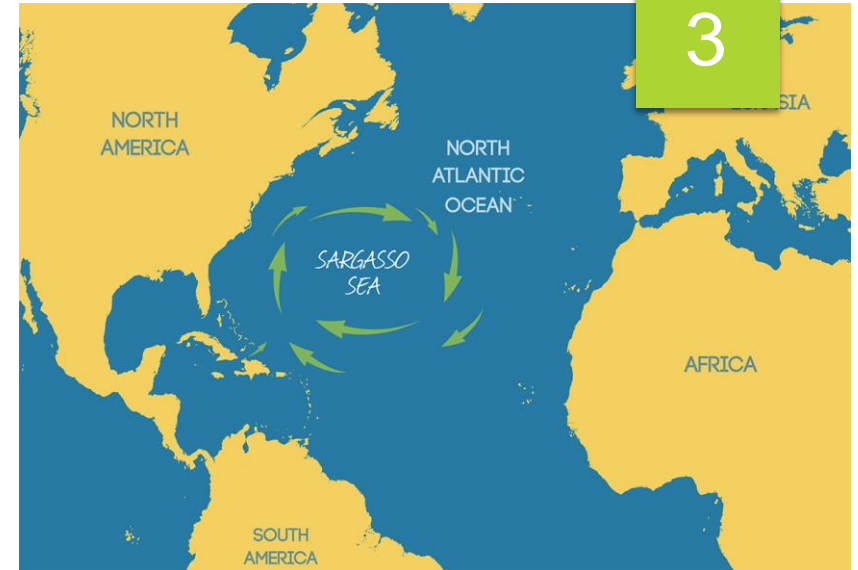 3
NORTH
AMERICA
NORTH
ATLANTIC
OCEAN
SARGASSO
SEA
AFRICA
SOUTH
AMERICA